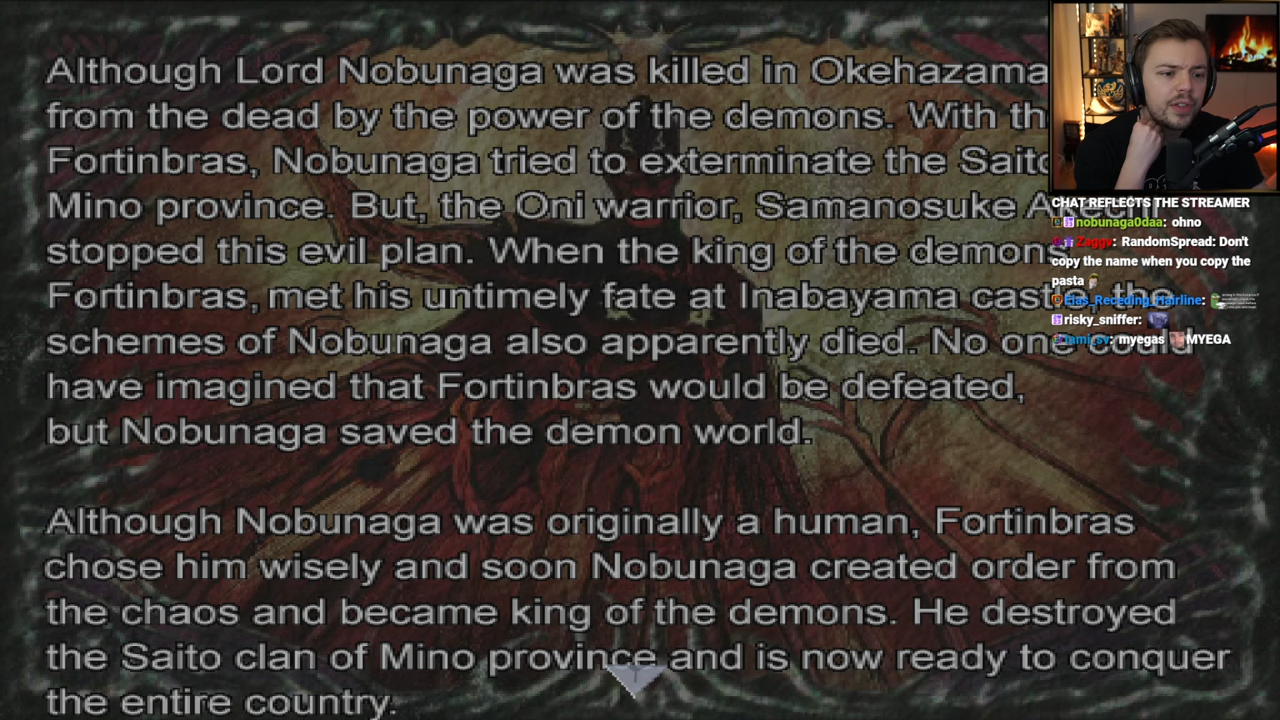 Although Lord Nobunaga was killed in Okehazama
from the dead by the power of the demons. With th
Fortinbras, Nobunaga tried to exterminate the Saito
Mino province. But, the Oni warrior, Samanosuke A
stopped this evil plan. When the king of the demon
Fortinbras, met his untimely fate at Inabayama cast , the
schemes of Nobunaga also apparently died. No one could
have imagined that Fortinbras would be defeated,
but Nobunaga saved the demon world.
Although Nobunaga was originally a human, Fortinbras
chose him wisely and soon Nobunaga created order from
the chaos and became king of the demons. He destroyed
the Saito clan of Mino province and is now ready to conquer
the entire country.
CHAT REFLECTS THE STREAMER
nobunaga0daa: ohno
Zaggv: RandomSpread: Don't
copy the name when you copy the
pasta
Elas_Receding_Hairline:
risky_sniffer:
myegas MYEGA